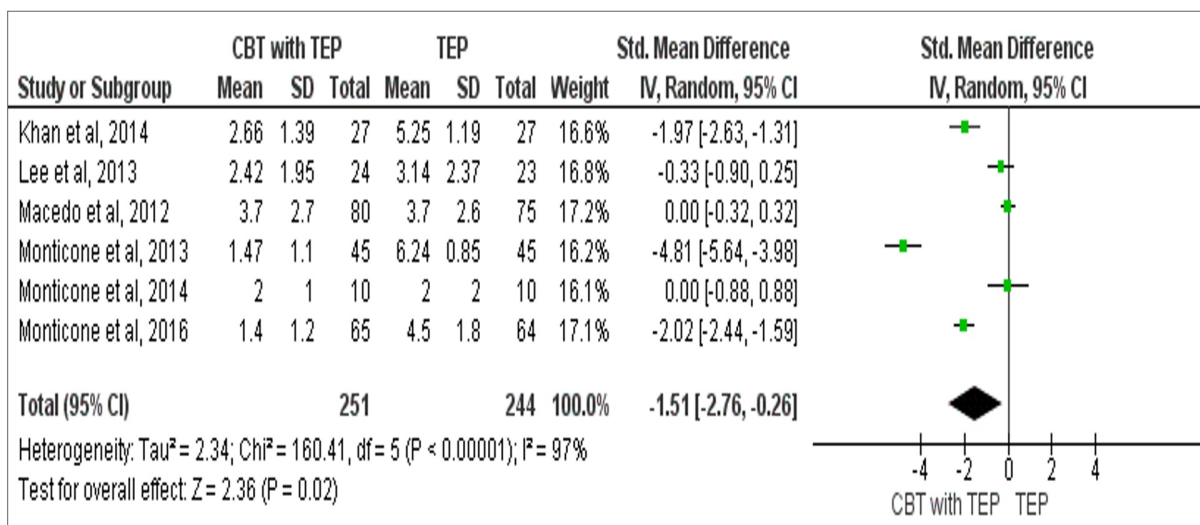 CBT with TEP TEP Std. Mean Difference Std. Mean Difference
Study or Subgroup Mean SD Total Mean SD Total Weight IV, Random, 95% CI IV, Random, 95% CI
Khan et al, 2014 2.66 1.39 27 5.25 1.19 27 16.6% -1.97 [-2.63, -1.31]
Lee et al, 2013 2.42 1.95 24 3.14 2.37 23 16.8% -0.33 [-0.90, 0.25]
Macedo et al, 2012 3.7 2.7 80 3.7 2.6 75 17.2% 0.00 [-0.32, 0.32]
Monticone et al, 2013 1.47 1.1 45 6.24 0.85 45 16.2% -4.81 [-5.64, -3.98]
Monticone et al, 2014 2 1 10 2 2 10 16.1% 0.00 [-0.88, 0.88]
Monticone et al, 2016 1.4 1.2 65 4.5 1.8 64 17.1% -2.02 [-2.44, -1.59]
Total (95% CI) 251 244 100.0% -1.51 [-2.76, -0.26]
Heterogeneity: Tau² = 2.34; Chi² = 160.41, df = 5 (P < 0.00001); I² = 97%
Test for overall effect: Z = 2.36 (P = 0.02)
-4 -2 0 2 4
CBT with TEP TEP